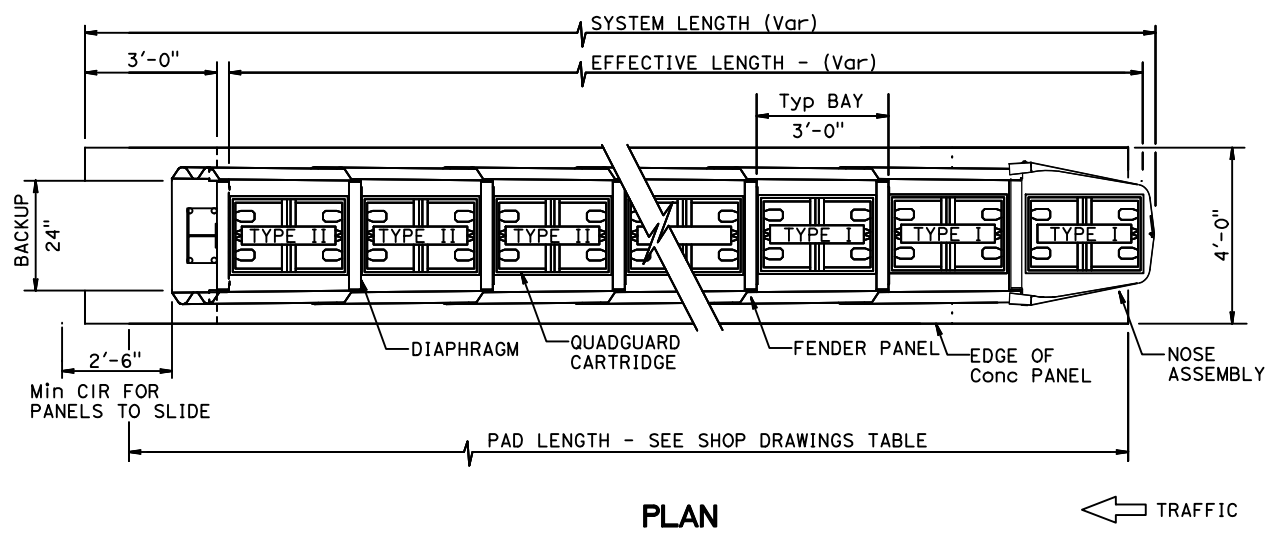 SYSTEM LENGTH (Var)
3'-0"
EFFECTIVE LENGTH - (Var)
Typ BAY
3'-0"
BACKUP
24"
TYPE II
TYPE II
TYPE II
TYPE I
TYPE I
TYPE I
4'-0"
DIAPHRAGM
QUADGUARD
CARTRIDGE
FENDER PANEL
EDGE OF
Conc PANEL
NOSE
ASSEMBLY
2'-6"
Min ClR FOR
PANELS TO SLIDE
PAD LENGTH - SEE SHOP DRAWINGS TABLE
PLAN
TRAFFIC